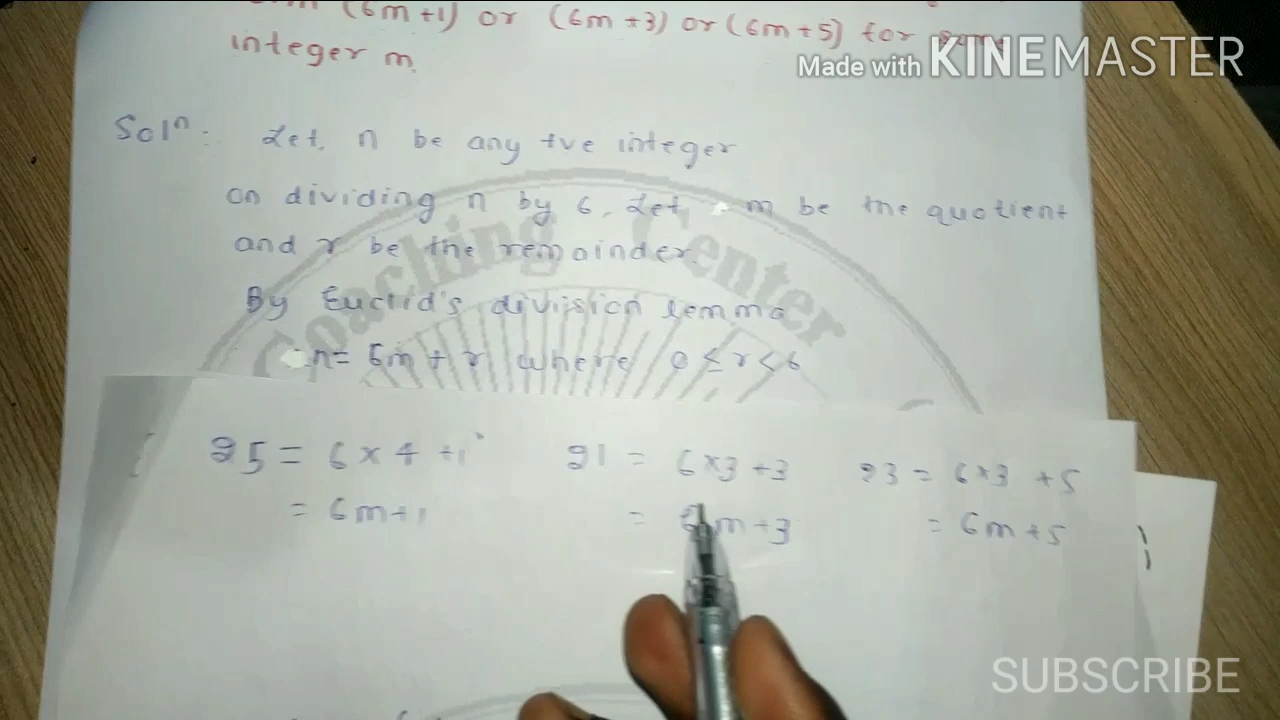 (6m+1) or (6m+3) or (6m+5) for some
integer m.
Made with KINEMASTER
Solⁿ: Let, n be any +ve integer
on dividing n by 6, Let m be the quotient
and r be the remainder.
By Euclid's division lemma
n = 6m + r where 0 ≤ r < 6
Coaching Center
25 = 6×4 +1 21 = 6×3+3 23 = 6×3 +5
= 6m+1 = 6m+3 = 6m+5
SUBSCRIBE